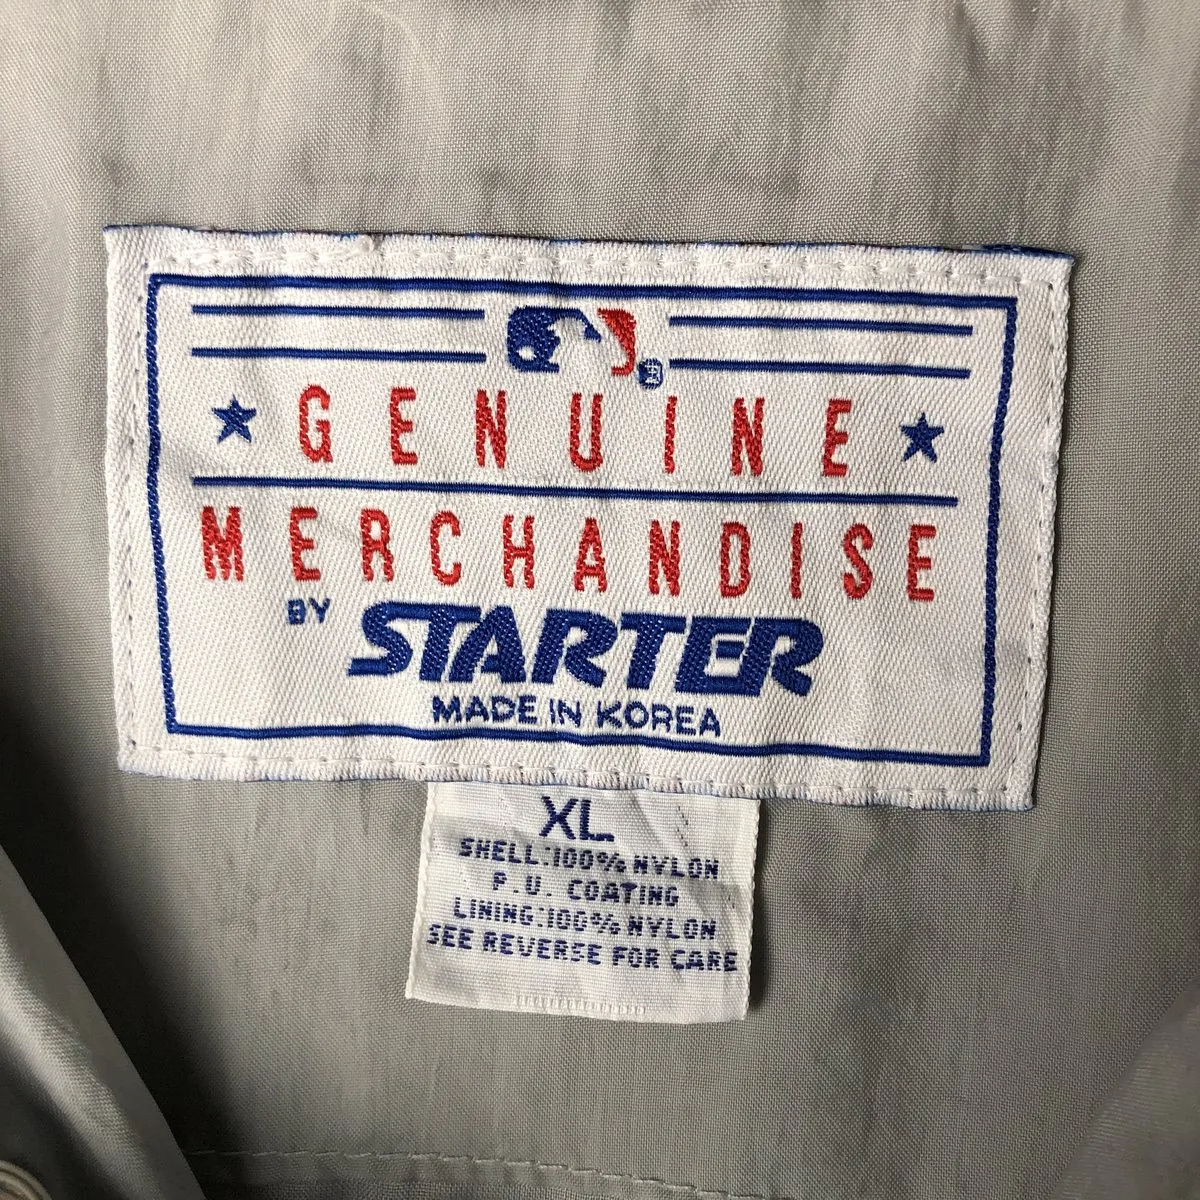 GENUINE
MERCHANDISE
BY STARTER
MADE IN KOREA
XL
SHELL:100% NYLON
P.U. COATING
LINING:100% NYLON
SEE REVERSE FOR CARE